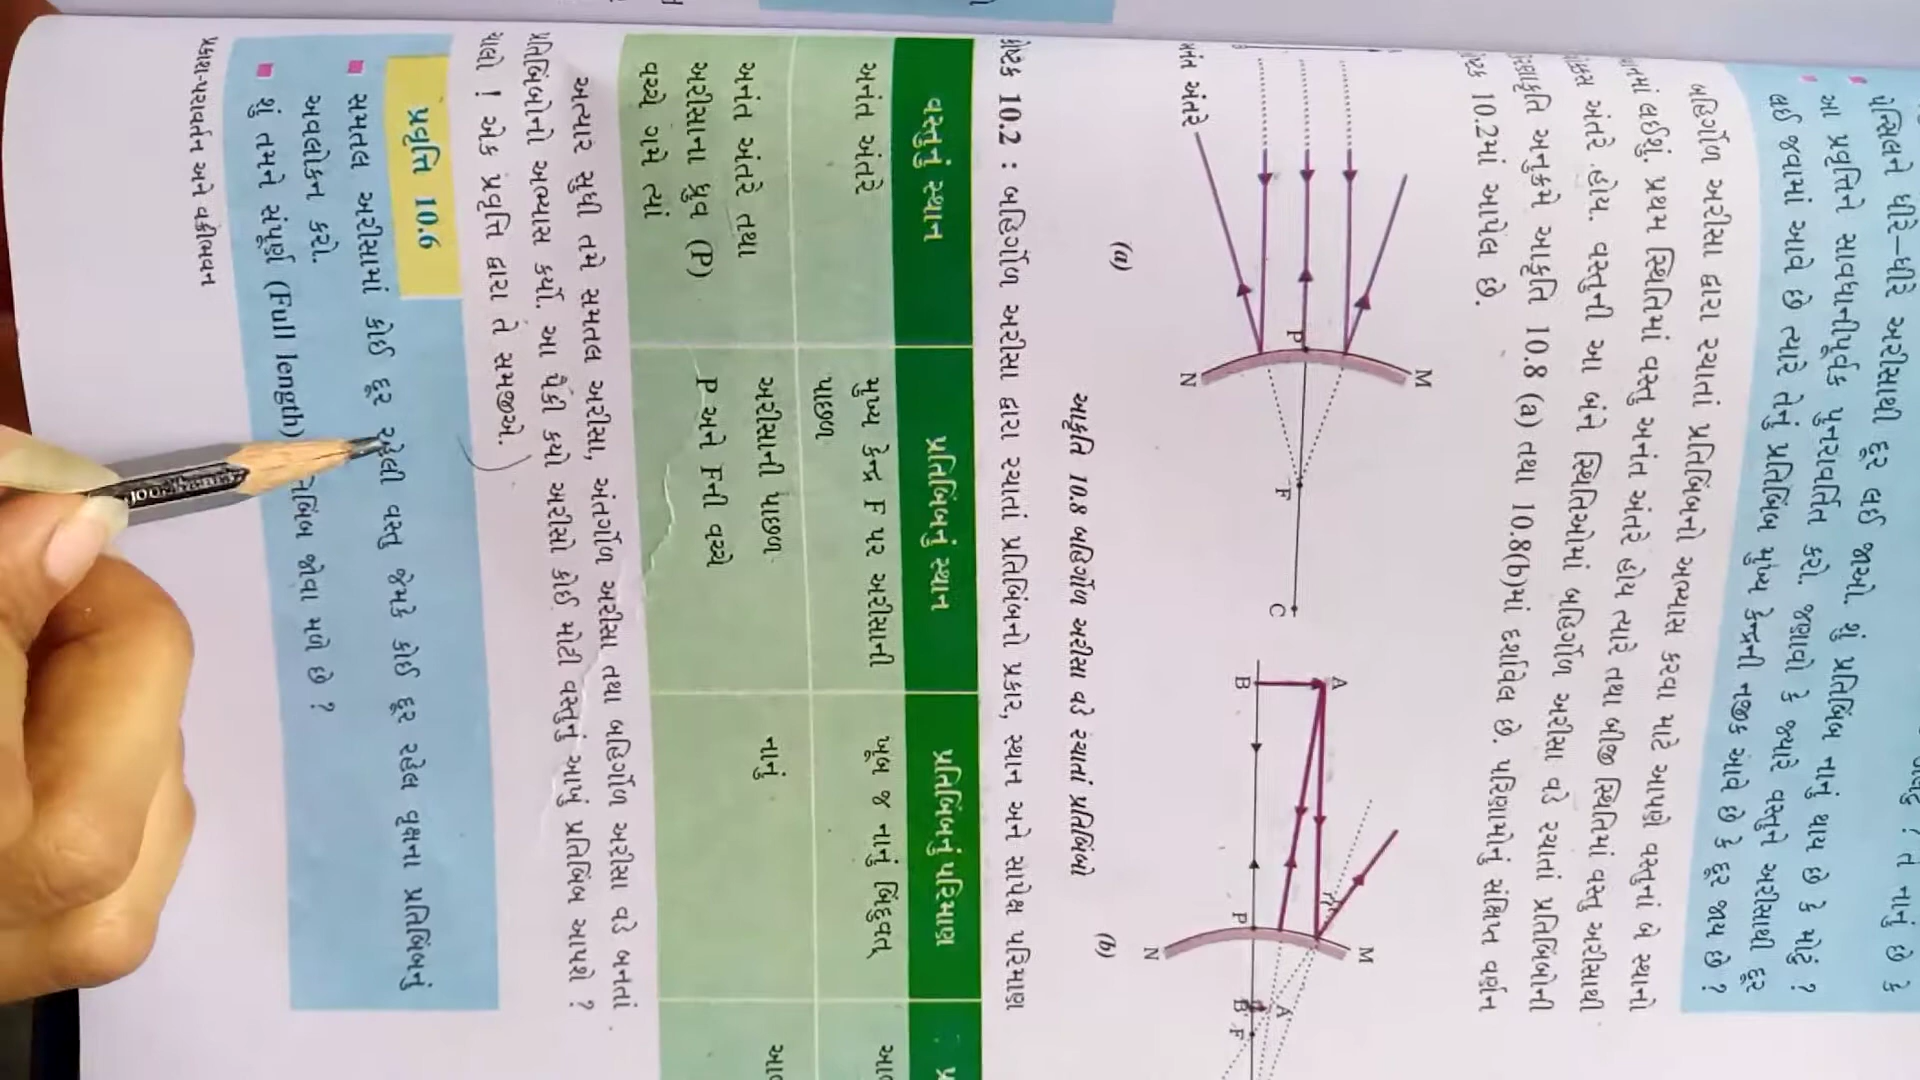 પેન્સિલને ધીરે-ધીરે અરીસાથી દૂર લઈ જાઓ. શું પ્રતિબિંબ નાનું થાય છે કે મોટું ?
આ પ્રવૃત્તિને સાવધાનીપૂર્વક પુનરાવર્તિત કરો. જણાવો કે જ્યારે વસ્તુને અરીસાથી દૂર
લઈ જવામાં આવે છે ત્યારે તેનું પ્રતિબિંબ મુખ્ય કેન્દ્રની નજીક આવે છે કે દૂર જાય છે ?
બહિર્ગોળ અરીસા દ્વારા રચાતાં પ્રતિબિંબનો અભ્યાસ કરવા માટે આપણે વસ્તુનાં બે સ્થાનો
લઈશું. પ્રથમ સ્થિતિમાં વસ્તુ અનંત અંતરે હોય ત્યારે તથા બીજી સ્થિતિમાં વસ્તુ અરીસાથી
અંતરે હોય. વસ્તુની આ બંને સ્થિતિઓમાં બહિર્ગોળ અરીસા વડે રચાતાં પ્રતિબિંબોની
અનુક્રમે આકૃતિ 10.8 (a) તથા 10.8(b)માં દર્શાવેલ છે. પરિણામોનું સંક્ષિપ્ત વર્ણન
10.2માં આપેલ છે.
અંતરે
M
N
P
F
C
(a)
A
B
M
N
P
A
B
F
(b)
આકૃતિ 10.8 બહિર્ગોળ અરીસા વડે રચાતાં પ્રતિબિંબો
કોષ્ટક 10.2 : બહિર્ગોળ અરીસા દ્વારા રચાતાં પ્રતિબિંબનો પ્રકાર, સ્થાન અને સાપેક્ષ પરિમાણ
વસ્તુનું સ્થાન પ્રતિબિંબનું સ્થાન પ્રતિબિંબનું પરિમાણ
અનંત અંતરે મુખ્ય કેન્દ્ર F પર અરીસાની ખૂબ જ નાનું બિંદુવત્
પાછળ
અનંત અંતરે તથા અરીસાની પાછળ નાનું
અરીસાના ધ્રુવ (P) P અને Fની વચ્ચે
વચ્ચે ગમે ત્યાં
અત્યાર સુધી તમે સમતલ અરીસા, અંતર્ગોળ અરીસા તથા બહિર્ગોળ અરીસા વડે બનતાં
પ્રતિબિંબોનો અભ્યાસ કર્યો. આ પૈકી કયો અરીસો કોઈ મોટી વસ્તુનું આખું પ્રતિબિંબ આપશે ?
ચાલો ! એક પ્રવૃત્તિ દ્વારા તે સમજીએ.
પ્રવૃત્તિ 10.6
સમતલ અરીસામાં કોઈ દૂર રહેલી વસ્તુ જેમકે કોઈ દૂર રહેલ વૃક્ષના પ્રતિબિંબનું
અવલોકન કરો.
શું તમને સંપૂર્ણ (Full length) જોવા મળે છે ?
પ્રકાશ-પરાવર્તન અને વક્રીભવન